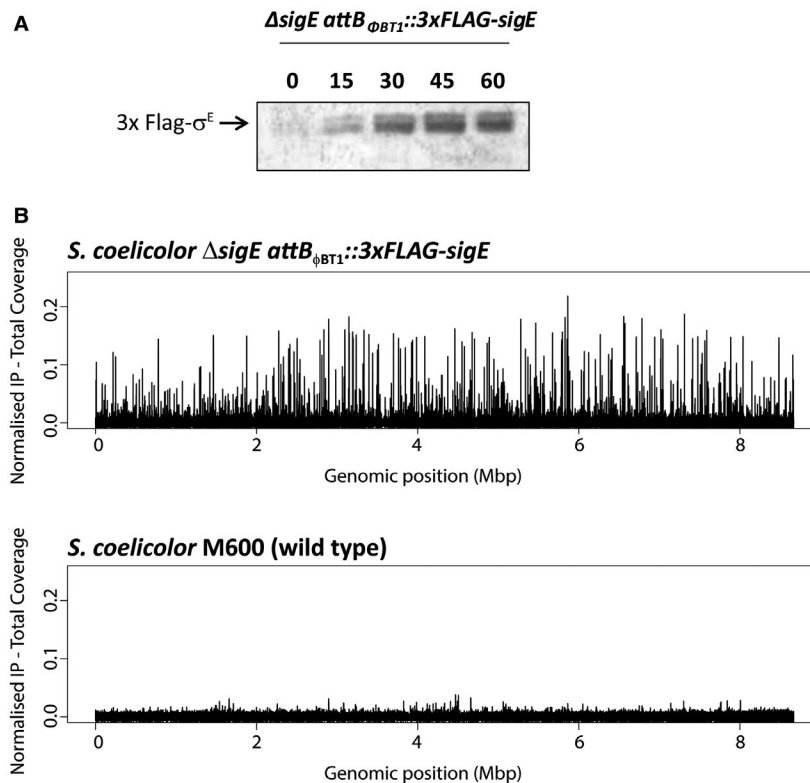 A
ΔsigE attBΦBT1::3xFLAG-sigE
0 15 30 45 60
3x Flag-σE →
B
S. coelicolor ΔsigE attBϕBT1::3xFLAG-sigE
Normalised IP - Total Coverage
0.2
0.1
0.0
0 2 4 6 8
Genomic position (Mbp)
S. coelicolor M600 (wild type)
Normalised IP - Total Coverage
0.2
0.1
0.0
0 2 4 6 8
Genomic position (Mbp)